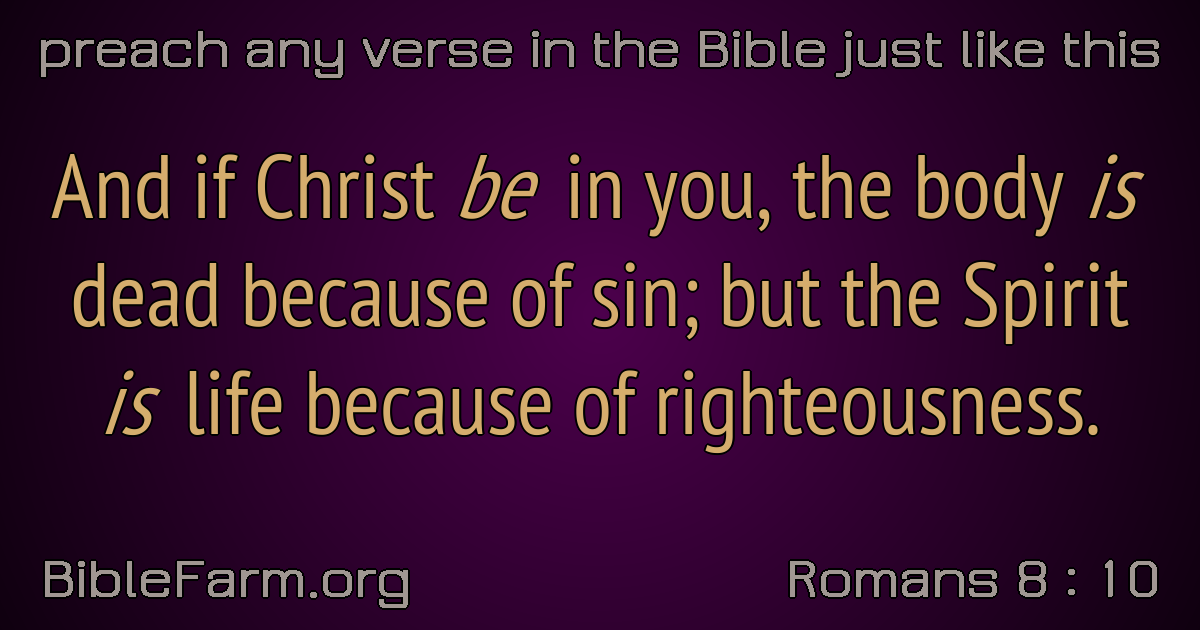 preach any verse in the Bible just like this
And if Christ be in you, the body is
dead because of sin; but the Spirit
is life because of righteousness.
BibleFarm.org
Romans 8 : 10